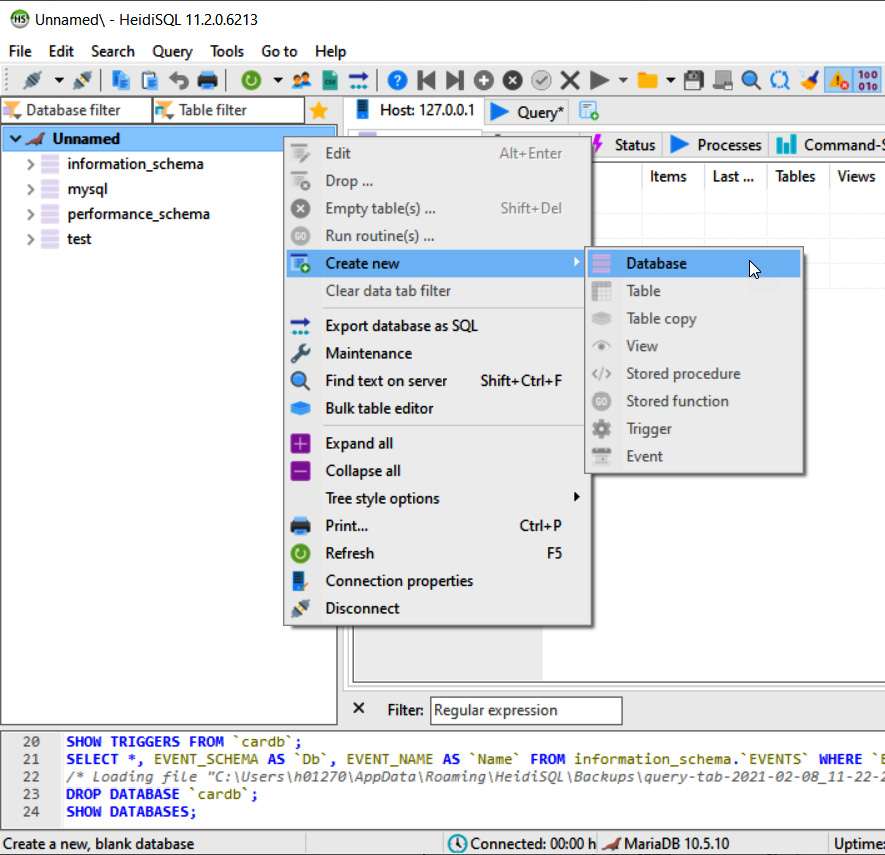 Unnamed\ - HeidiSQL 11.2.0.6213
File Edit Search Query Tools Go to Help
Database filter Table filter Host: 127.0.0.1 Query*
Unnamed
information_schema
mysql
performance_schema
test
Status Processes Command-S
Items Last ... Tables Views
Edit Alt+Enter
Drop ...
Empty table(s) ... Shift+Del
Run routine(s) ...
Create new
Clear data tab filter
Export database as SQL
Maintenance
Find text on server Shift+Ctrl+F
Bulk table editor
Expand all
Collapse all
Tree style options
Print... Ctrl+P
Refresh F5
Connection properties
Disconnect
Database
Table
Table copy
View
Stored procedure
Stored function
Trigger
Event
Filter: Regular expression
20 SHOW TRIGGERS FROM `cardb`;
21 SELECT *, EVENT_SCHEMA AS `Db`, EVENT_NAME AS `Name` FROM information_schema.`EVENTS` WHERE `E
22 /* Loading file "C:\Users\h01270\AppData\Roaming\HeidiSQL\Backups\query-tab-2021-02-08_11-22-2
23 DROP DATABASE `cardb`;
24 SHOW DATABASES;
Create a new, blank database Connected: 00:00 h MariaDB 10.5.10 Uptime: